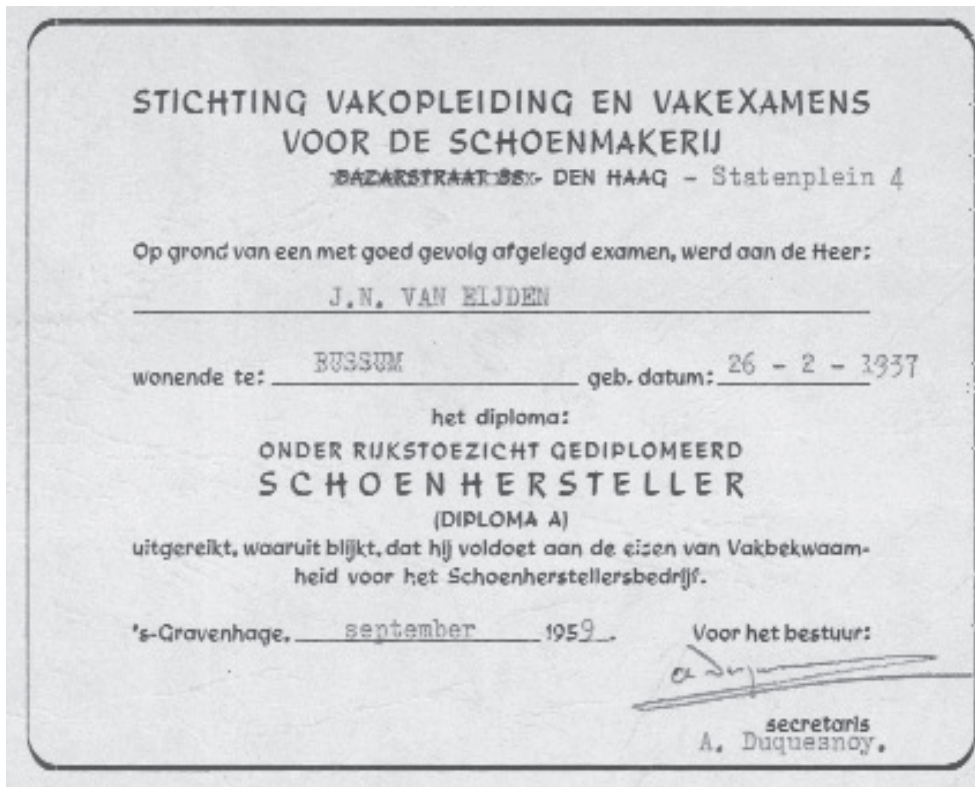 STICHTING VAKOPLEIDING EN VAKEXAMENS
VOOR DE SCHOENMAKERIJ
BAZARSTRAAT - DEN HAAG - Statenplein 4
Op grond van een met goed gevolg afgelegd examen, werd aan de Heer:
J.N. VAN EIJDEN
wonende te: BUSSUM geb. datum: 26 - 2 - 1937
het diploma:
ONDER RIJKSTOEZICHT GEDIPLOMEERD
SCHOENHERSTELLER
(DIPLOMA A)
uitgereikt, waaruit blijkt, dat hij voldoet aan de eisen van Vakbekwaam-
heid voor het Schoenherstellersbedrijf.
's-Gravenhage, september 1959. Voor het bestuur:
secretaris
A. Duquesnoy.